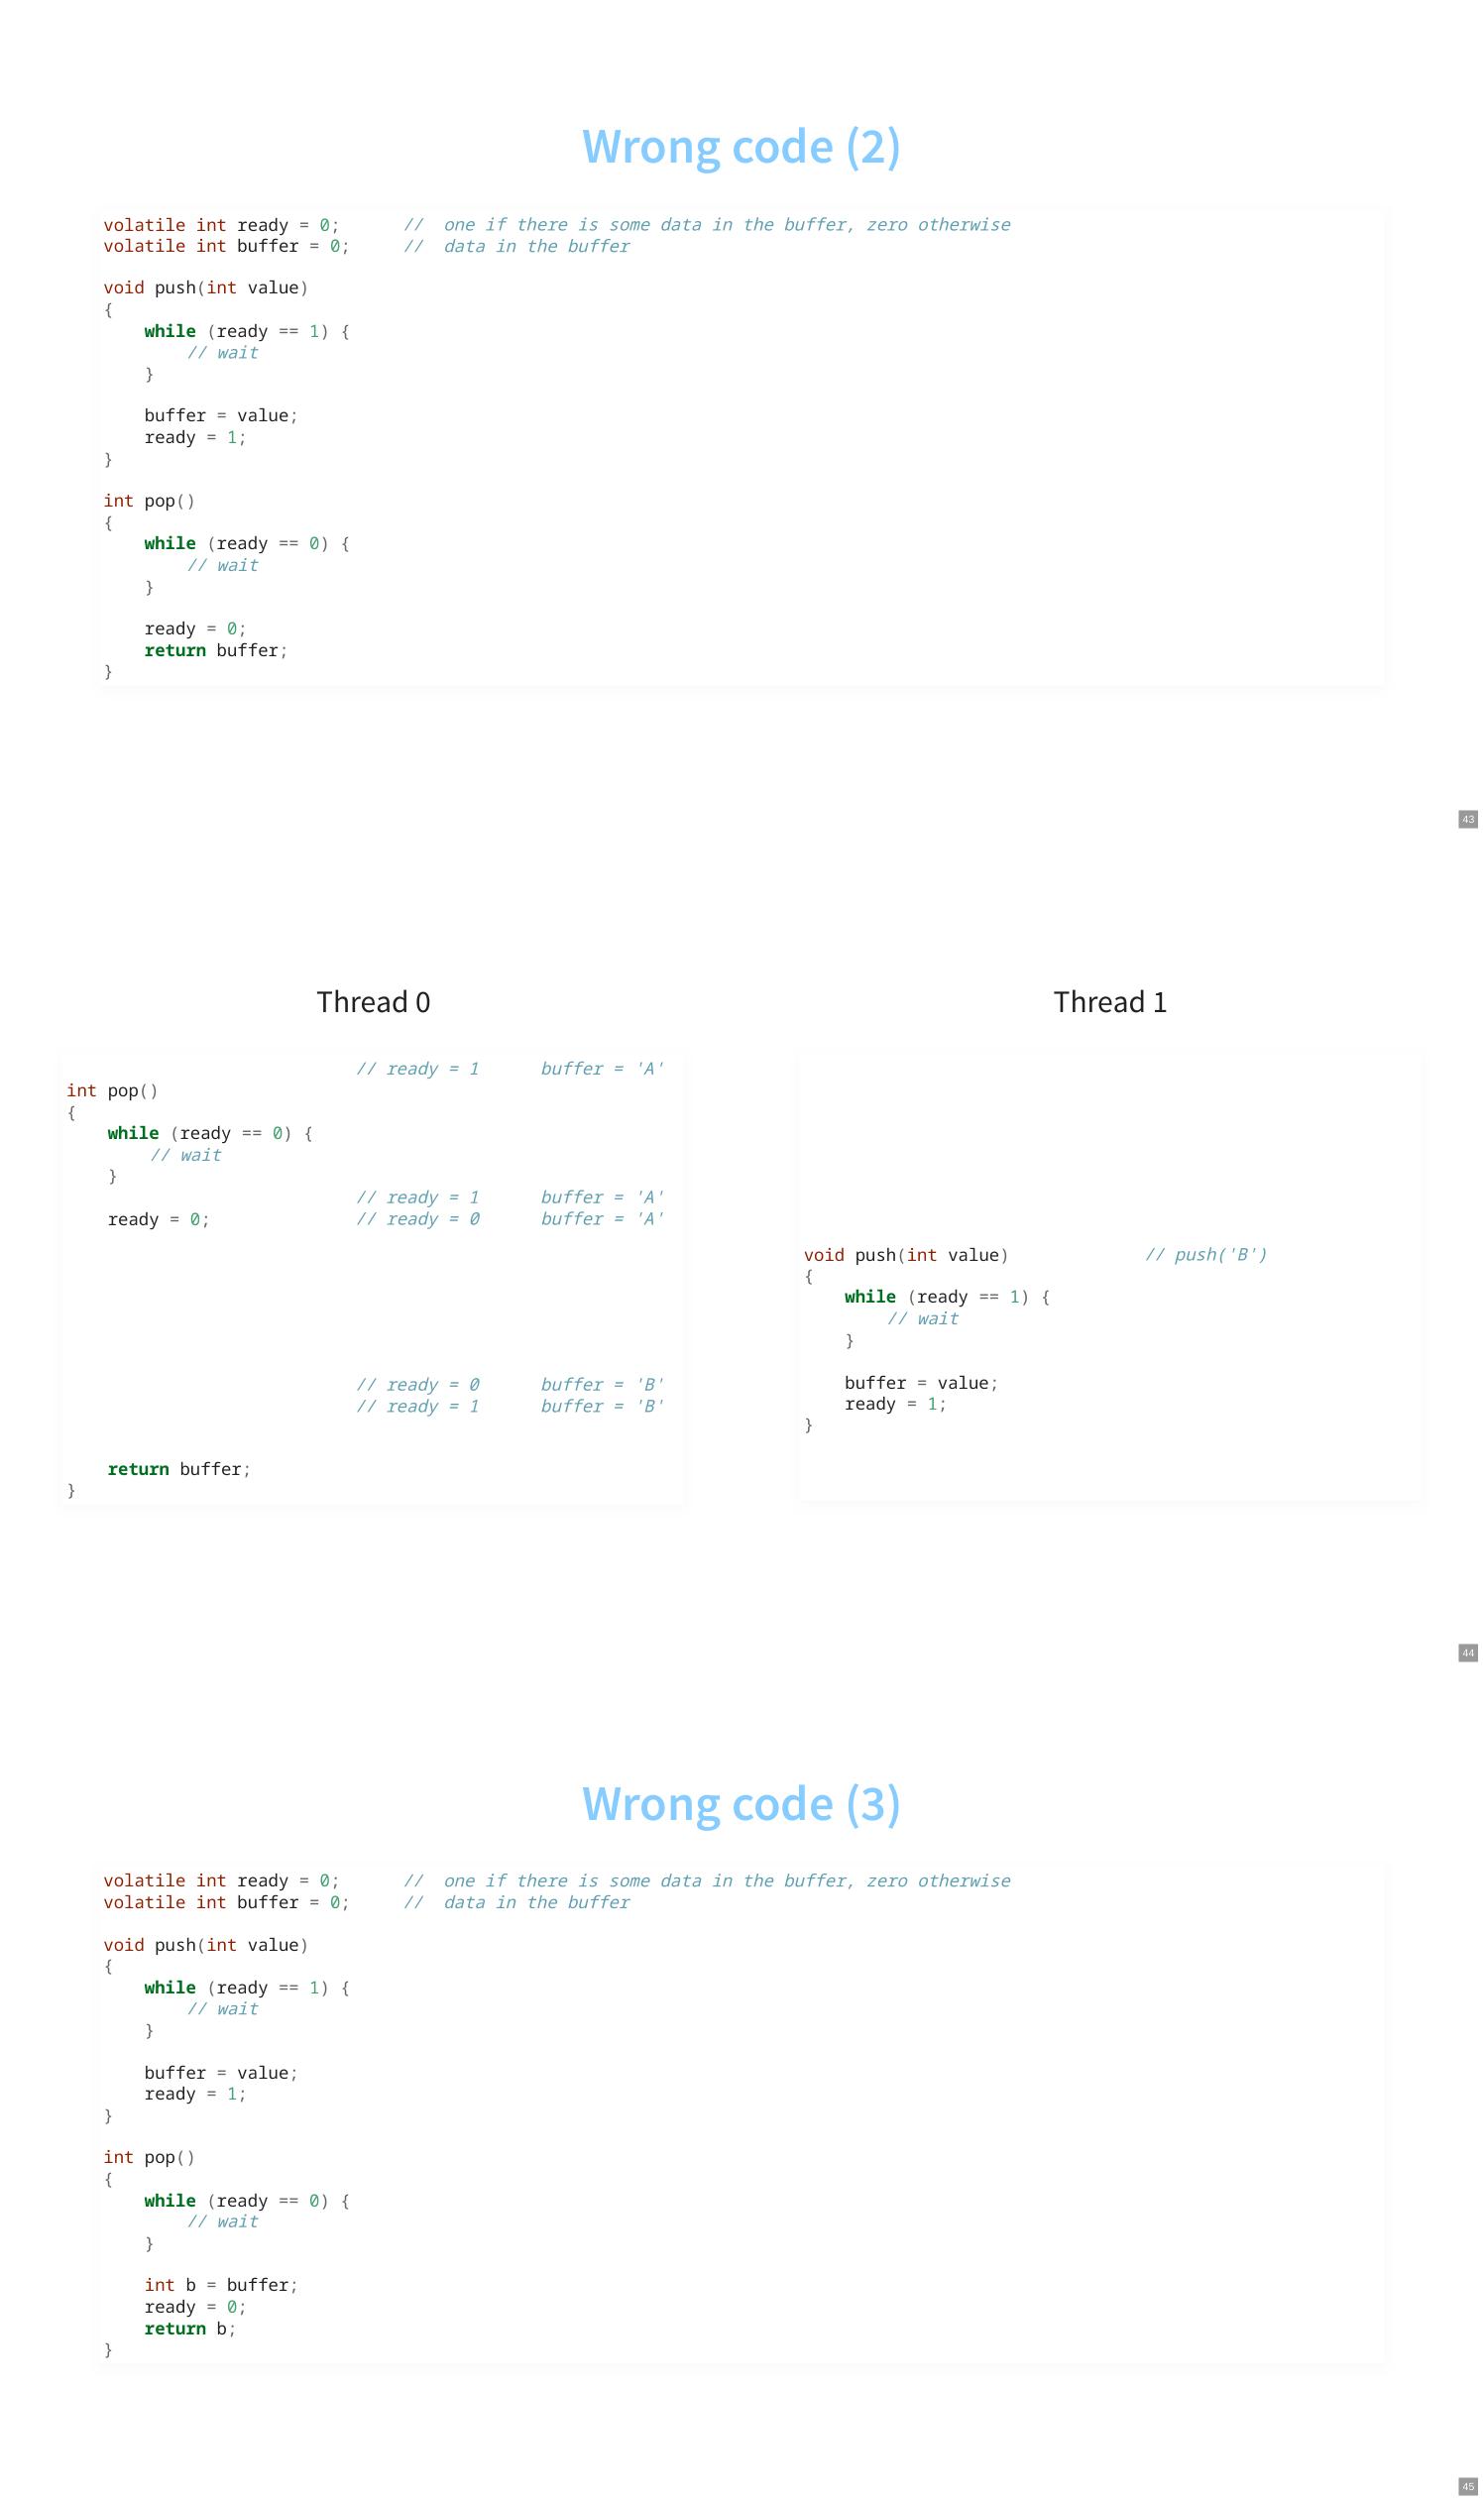 Wrong code (2)
volatile int ready = 0;      //  one if there is some data in the buffer, zero otherwise
volatile int buffer = 0;     //  data in the buffer
void push(int value)
{
    while (ready == 1) {
        // wait
    }
    buffer = value;
    ready = 1;
}
int pop()
{
    while (ready == 0) {
        // wait
    }
    ready = 0;
    return buffer;
}
43
Thread 0
                            // ready = 1      buffer = 'A'
int pop()
{
    while (ready == 0) {
        // wait
    }
                            // ready = 1      buffer = 'A'
    ready = 0;              // ready = 0      buffer = 'A'
                            // ready = 0      buffer = 'B'
                            // ready = 1      buffer = 'B'
    return buffer;
}
Thread 1
void push(int value)             // push('B')
{
    while (ready == 1) {
        // wait
    }
    buffer = value;
    ready = 1;
}
44
Wrong code (3)
volatile int ready = 0;      //  one if there is some data in the buffer, zero otherwise
volatile int buffer = 0;     //  data in the buffer
void push(int value)
{
    while (ready == 1) {
        // wait
    }
    buffer = value;
    ready = 1;
}
int pop()
{
    while (ready == 0) {
        // wait
    }
    int b = buffer;
    ready = 0;
    return b;
}
45